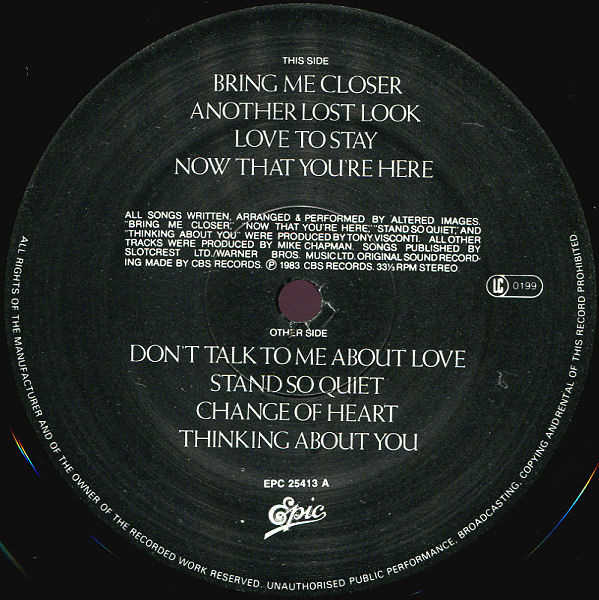 THIS SIDE
BRING ME CLOSER
ANOTHER LOST LOOK
LOVE TO STAY
NOW THAT YOU'RE HERE
ALL SONGS WRITTEN, ARRANGED & PERFORMED BY ALTERED IMAGES.
"BRING ME CLOSER," "NOW THAT YOU'RE HERE," "STAND SO QUIET," AND
"THINKING ABOUT YOU" WERE PRODUCED BY TONY VISCONTI. ALL OTHER
TRACKS WERE PRODUCED BY MIKE CHAPMAN. SONGS PUBLISHED BY
SLOTCREST LTD./WARNER BROS. MUSIC LTD. ORIGINAL SOUND RECORD-
ING MADE BY CBS RECORDS. Ⓟ 1983 CBS RECORDS. 33⅓ RPM STEREO
LC 0199
OTHER SIDE
DON'T TALK TO ME ABOUT LOVE
STAND SO QUIET
CHANGE OF HEART
THINKING ABOUT YOU
EPC 25413 A
Epic
ALL RIGHTS OF THE MANUFACTURER AND OF THE OWNER OF THE RECORDED WORK RESERVED. UNAUTHORISED PUBLIC PERFORMANCE, BROADCASTING, COPYING ANDRENTAL OF THIS RECORD PROHIBITED